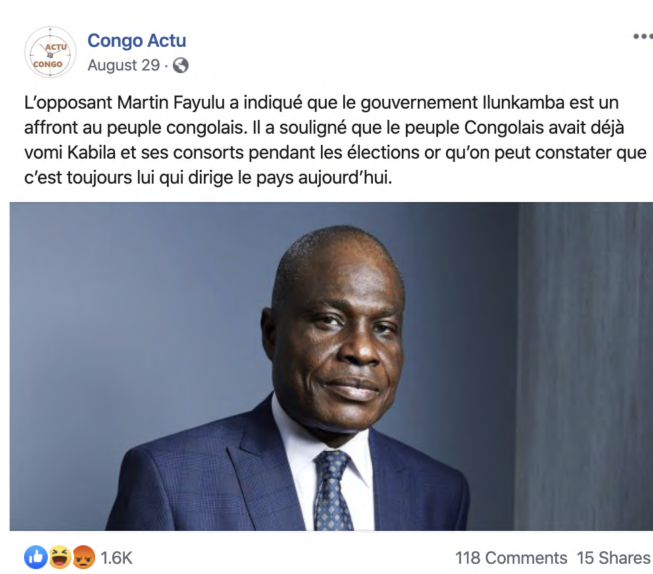 ACTU
CONGO
Congo Actu
August 29 ·
L’opposant Martin Fayulu a indiqué que le gouvernement Ilunkamba est un
affront au peuple congolais. Il a souligné que le peuple Congolais avait déjà
vomi Kabila et ses consorts pendant les élections or qu’on peut constater que
c’est toujours lui qui dirige le pays aujourd’hui.
1.6K
118 Comments 15 Shares